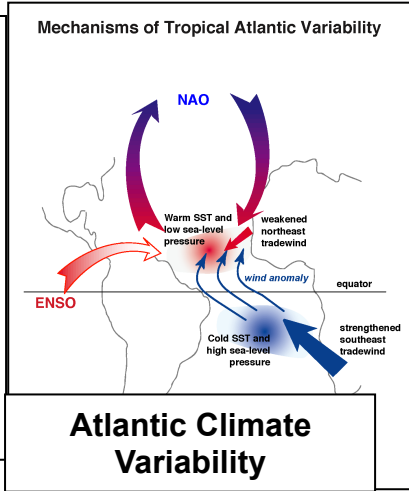 Mechanisms of Tropical Atlantic Variability
NAO
Warm SST and
low sea-level
pressure
weakened
northeast
tradewind
wind anomaly
equator
ENSO
Cold SST and
high sea-level
pressure
strengthened
southeast
tradewind
Atlantic Climate
Variability